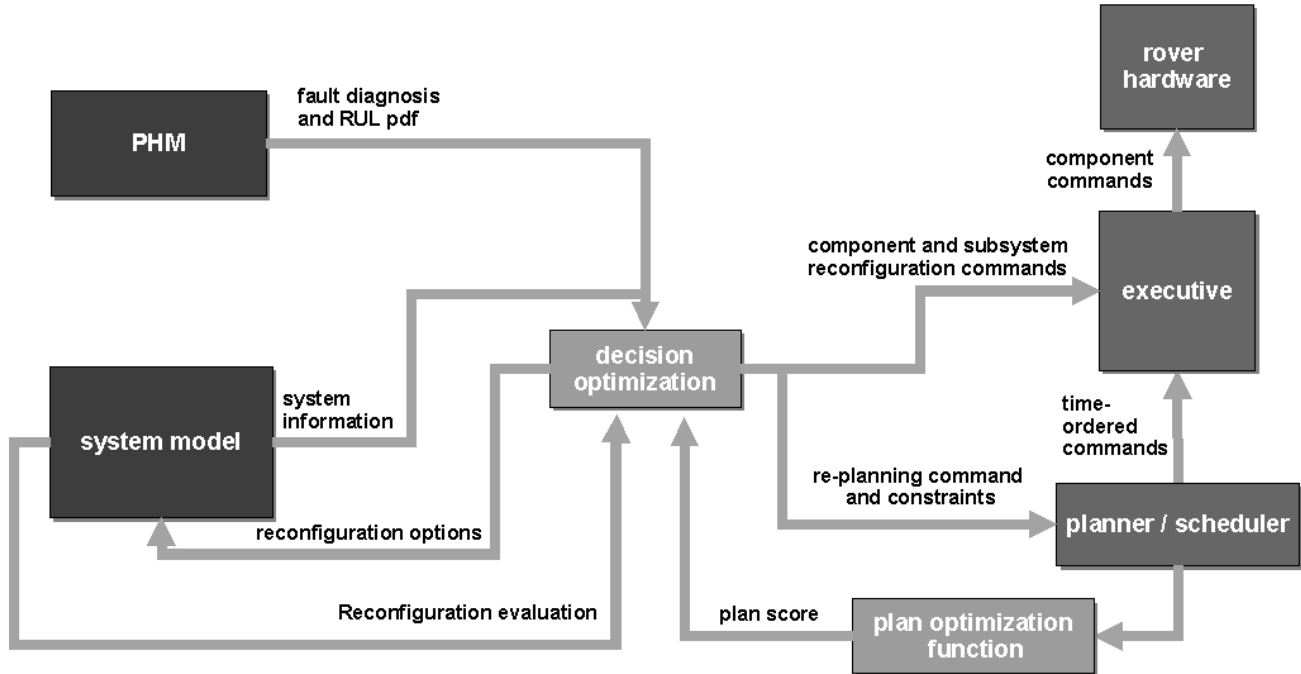 rover
hardware
fault diagnosis
and RUL pdf
PHM
component
commands
component and subsystem
reconfiguration commands
executive
decision
optimization
system
information
system model
time-
ordered
commands
re-planning command
and constraints
planner / scheduler
reconfiguration options
Reconfiguration evaluation
plan score
plan optimization
function